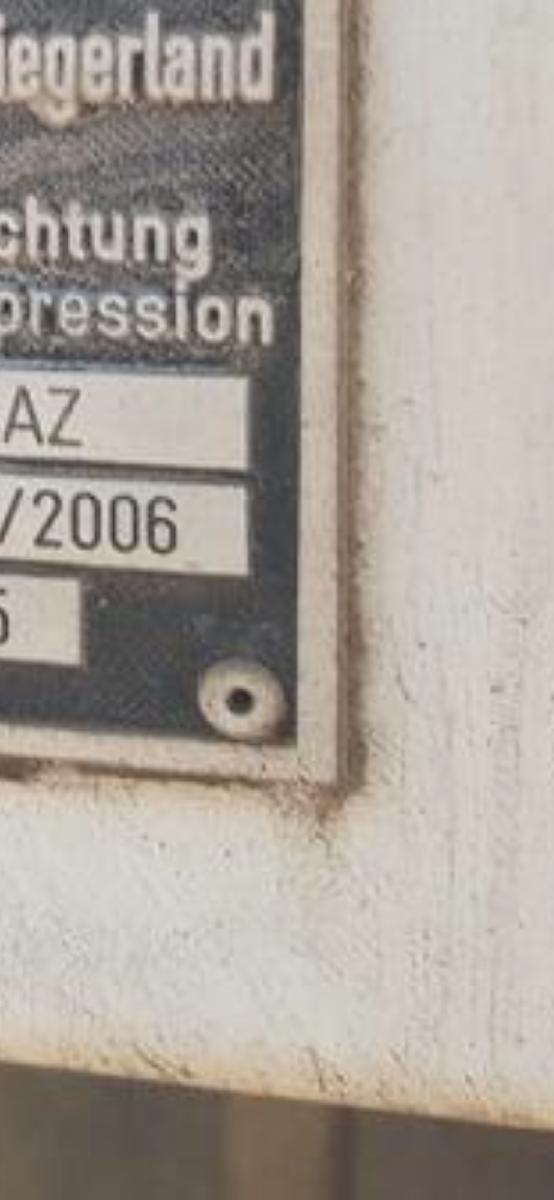 iegerland
chtung
pression
AZ
/2006
5